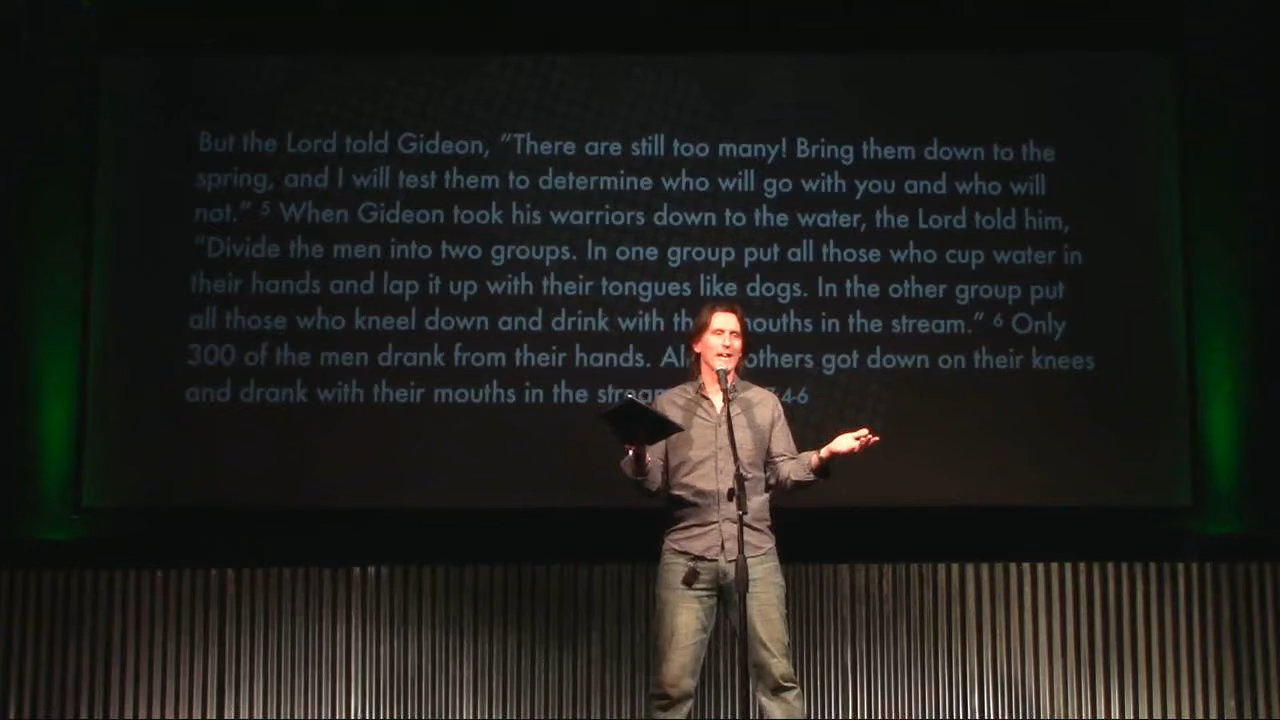 But the Lord told Gideon, “There are still too many! Bring them down to the
spring, and I will test them to determine who will go with you and who will
not.” 5 When Gideon took his warriors down to the water, the Lord told him,
“Divide the men into two groups. In one group put all those who cup water in
their hands and lap it up with their tongues like dogs. In the other group put
all those who kneel down and drink with th mouths in the stream.” 6 Only
300 of the men drank from their hands. Al others got down on their knees
and drank with their mouths in the strea 4-6